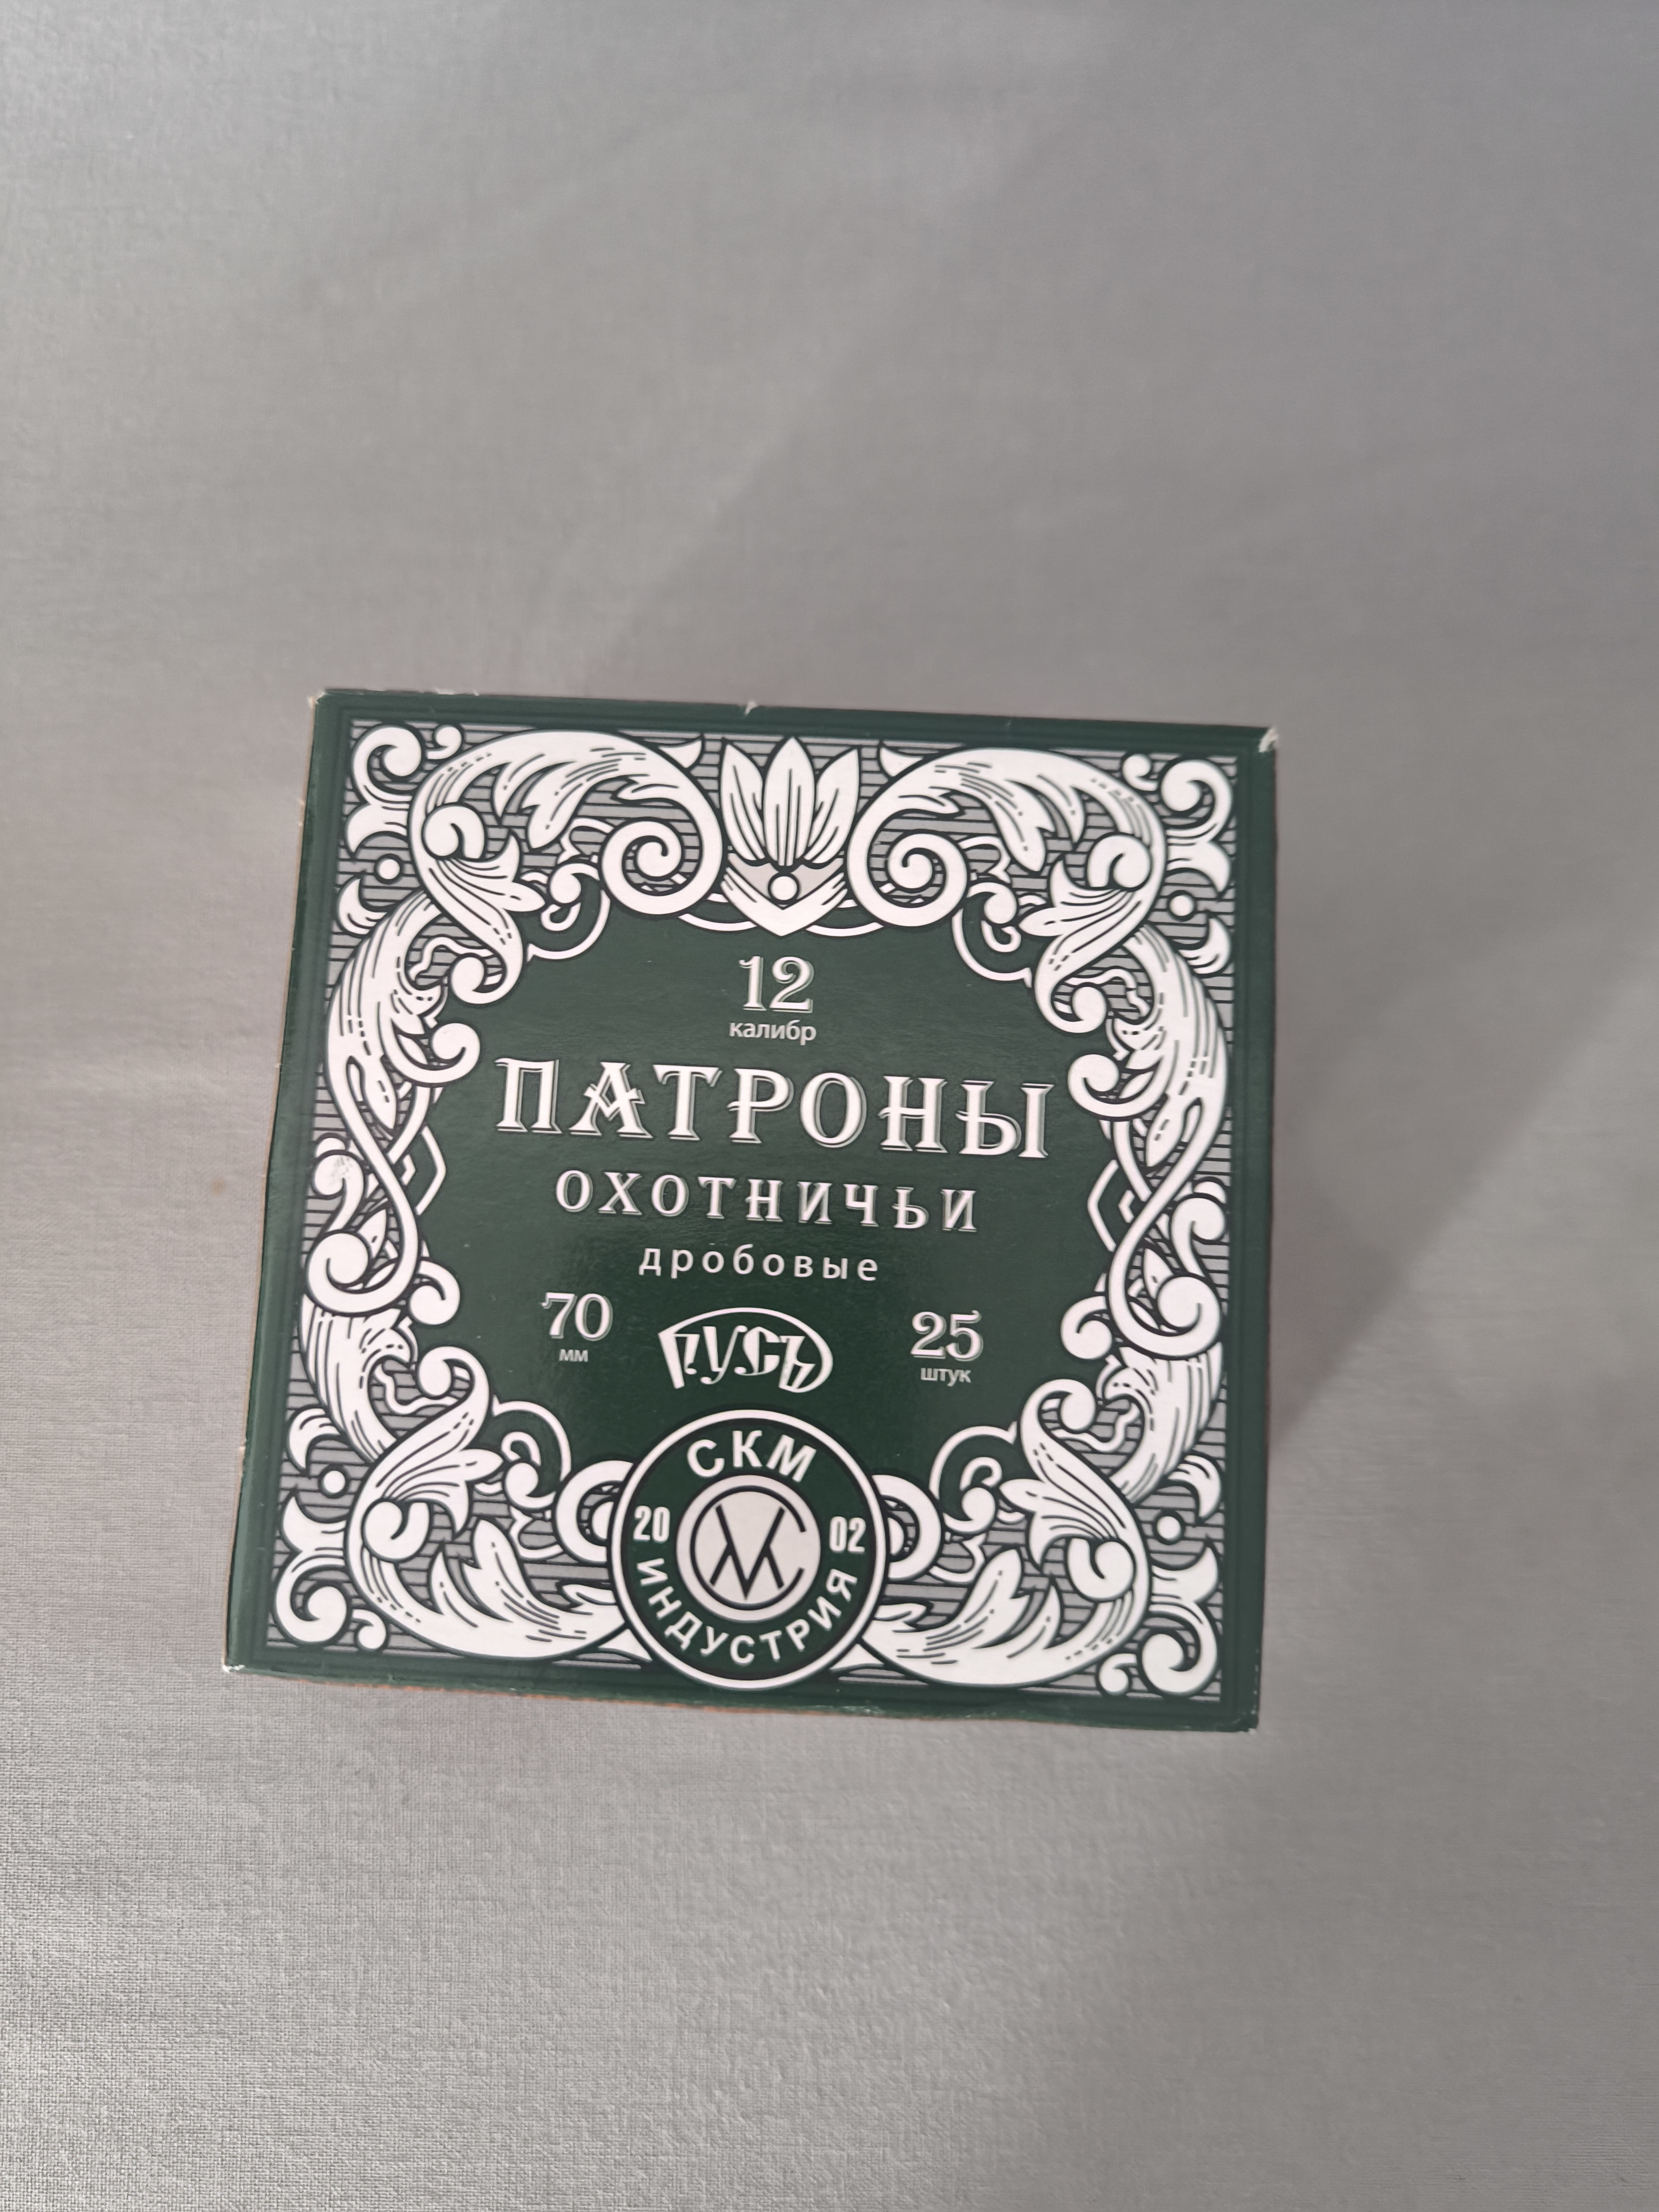 12
калибр
ПАТРОНЫ
ОХОТНИЧЬИ
дробовые
70
мм
РУСЬ
25
штук
СКМ
20 02
ИНДУСТРИЯ